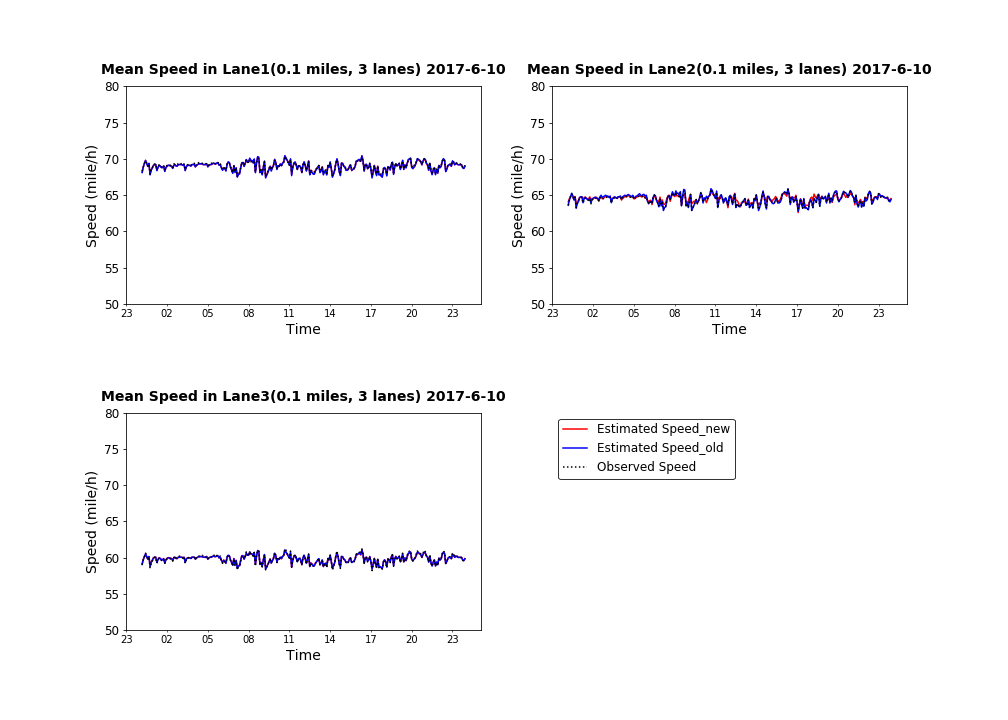 Mean Speed in Lane1(0.1 miles, 3 lanes) 2017-6-10
80
75
70
65
60
55
50
Speed (mile/h)
23 02 05 08 11 14 17 20 23
Time
Mean Speed in Lane2(0.1 miles, 3 lanes) 2017-6-10
80
75
70
65
60
55
50
Speed (mile/h)
23 02 05 08 11 14 17 20 23
Time
Mean Speed in Lane3(0.1 miles, 3 lanes) 2017-6-10
80
75
70
65
60
55
50
Speed (mile/h)
23 02 05 08 11 14 17 20 23
Time
Estimated Speed_new
Estimated Speed_old
Observed Speed